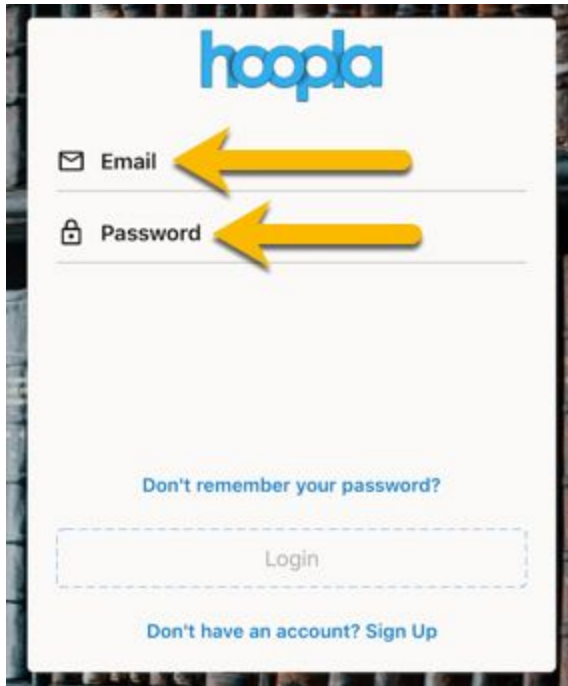 hoopla
Email
Password
Don't remember your password?
Login
Don't have an account? Sign Up